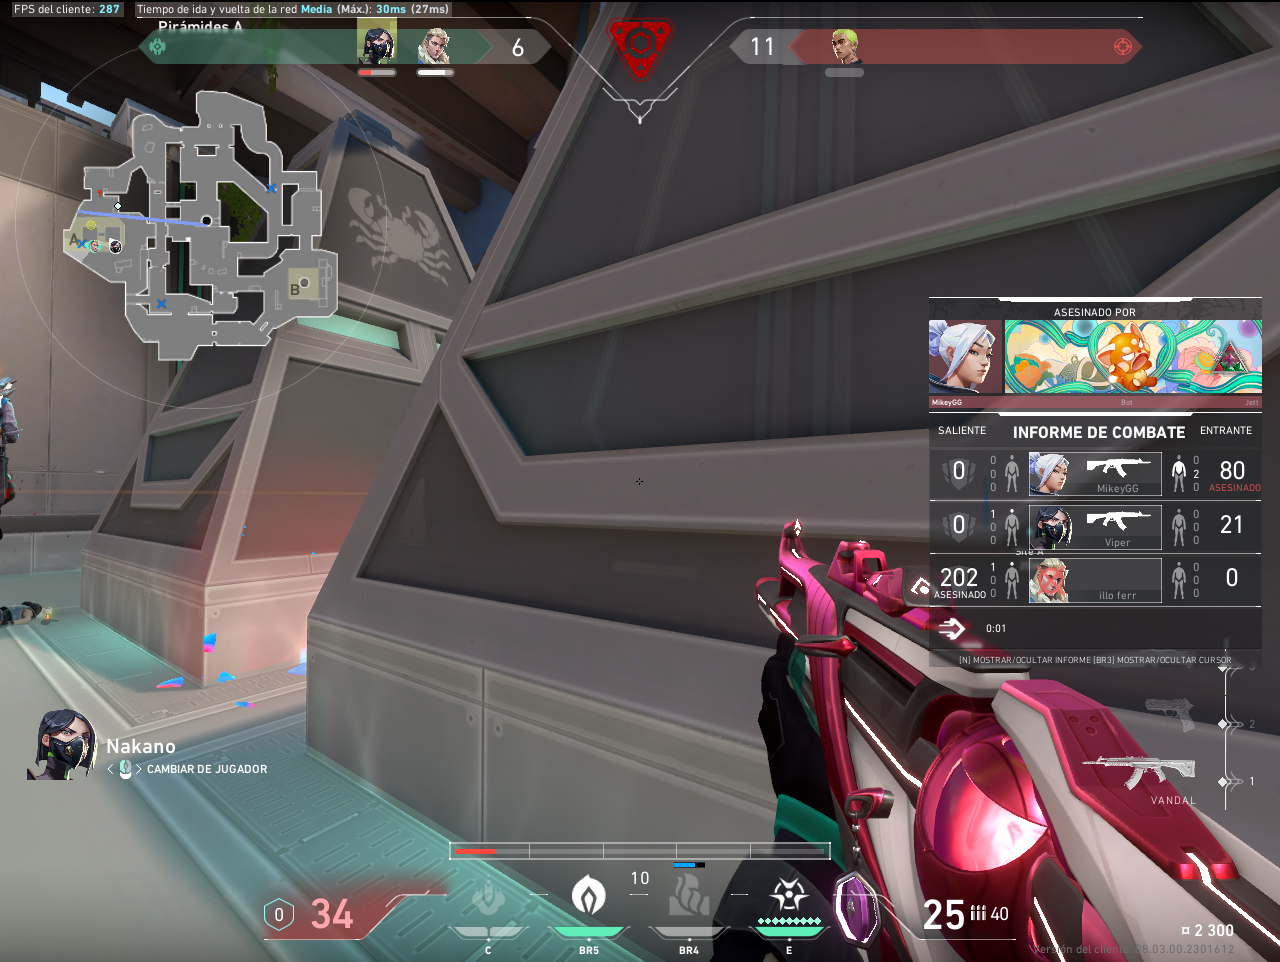 FPS del cliente: 287
Tiempo de ida y vuelta de la red Media (Máx.): 30ms (27ms)
Pirámides A
6
11
A
B
ASESINADO POR
MikeyGG
Bot
Jett
SALIENTE
INFORME DE COMBATE
ENTRANTE
0
0
0
0
MikeyGG
0
2
0
80
ASESINADO
0
1
0
0
Viper
0
0
0
21
Site A
202
ASESINADO
1
0
0
illo ferr
0
0
0
0
0:01
[N] MOSTRAR/OCULTAR INFORME [BR3] MOSTRAR/OCULTAR CURSOR
3
2
1
VANDAL
Nakano
< > CAMBIAR DE JUGADOR
10
0
34
C
BR5
BR4
E
25
40
¤ 2 300
Versión del cliente: 08.03.00.2301612